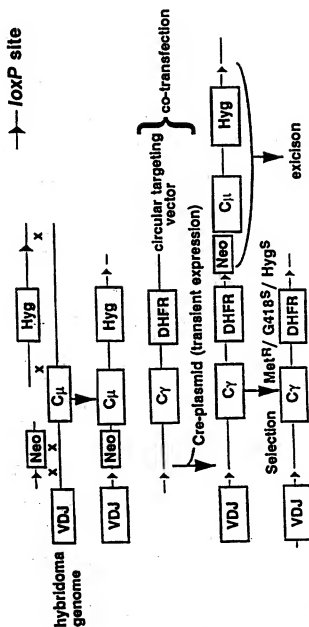 loxP site
Neo
Hyg
x x
x
x
hybridoma
genome
VDJ
Cμ
VDJ
Neo
Cμ
Hyg
Cγ
DHFR
circular targeting
vector
co-transfection
Cre-plasmid (transient expression)
VDJ
Cγ
DHFR
Neo
Cμ
Hyg
Selection
MetR/ G418S/ HygS
exicison
VDJ
Cγ
DHFR